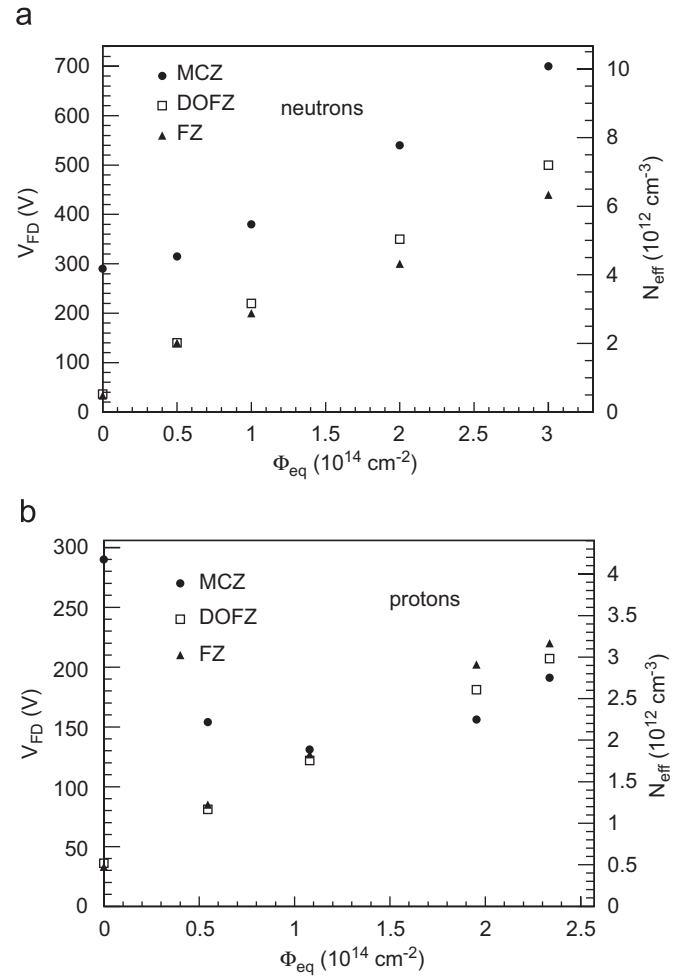 a
700
600
500
400
300
200
100
0
V_FD (V)
MCZ
DOFZ
FZ
neutrons
10
8
6
4
2
0
N_eff (10^12 cm^-3)
0 0.5 1 1.5 2 2.5 3
Φ_eq (10^14 cm^-2)
b
300
250
200
150
100
50
0
V_FD (V)
MCZ
DOFZ
FZ
protons
4
3.5
3
2.5
2
1.5
1
0.5
0
N_eff (10^12 cm^-3)
0 0.5 1 1.5 2 2.5
Φ_eq (10^14 cm^-2)